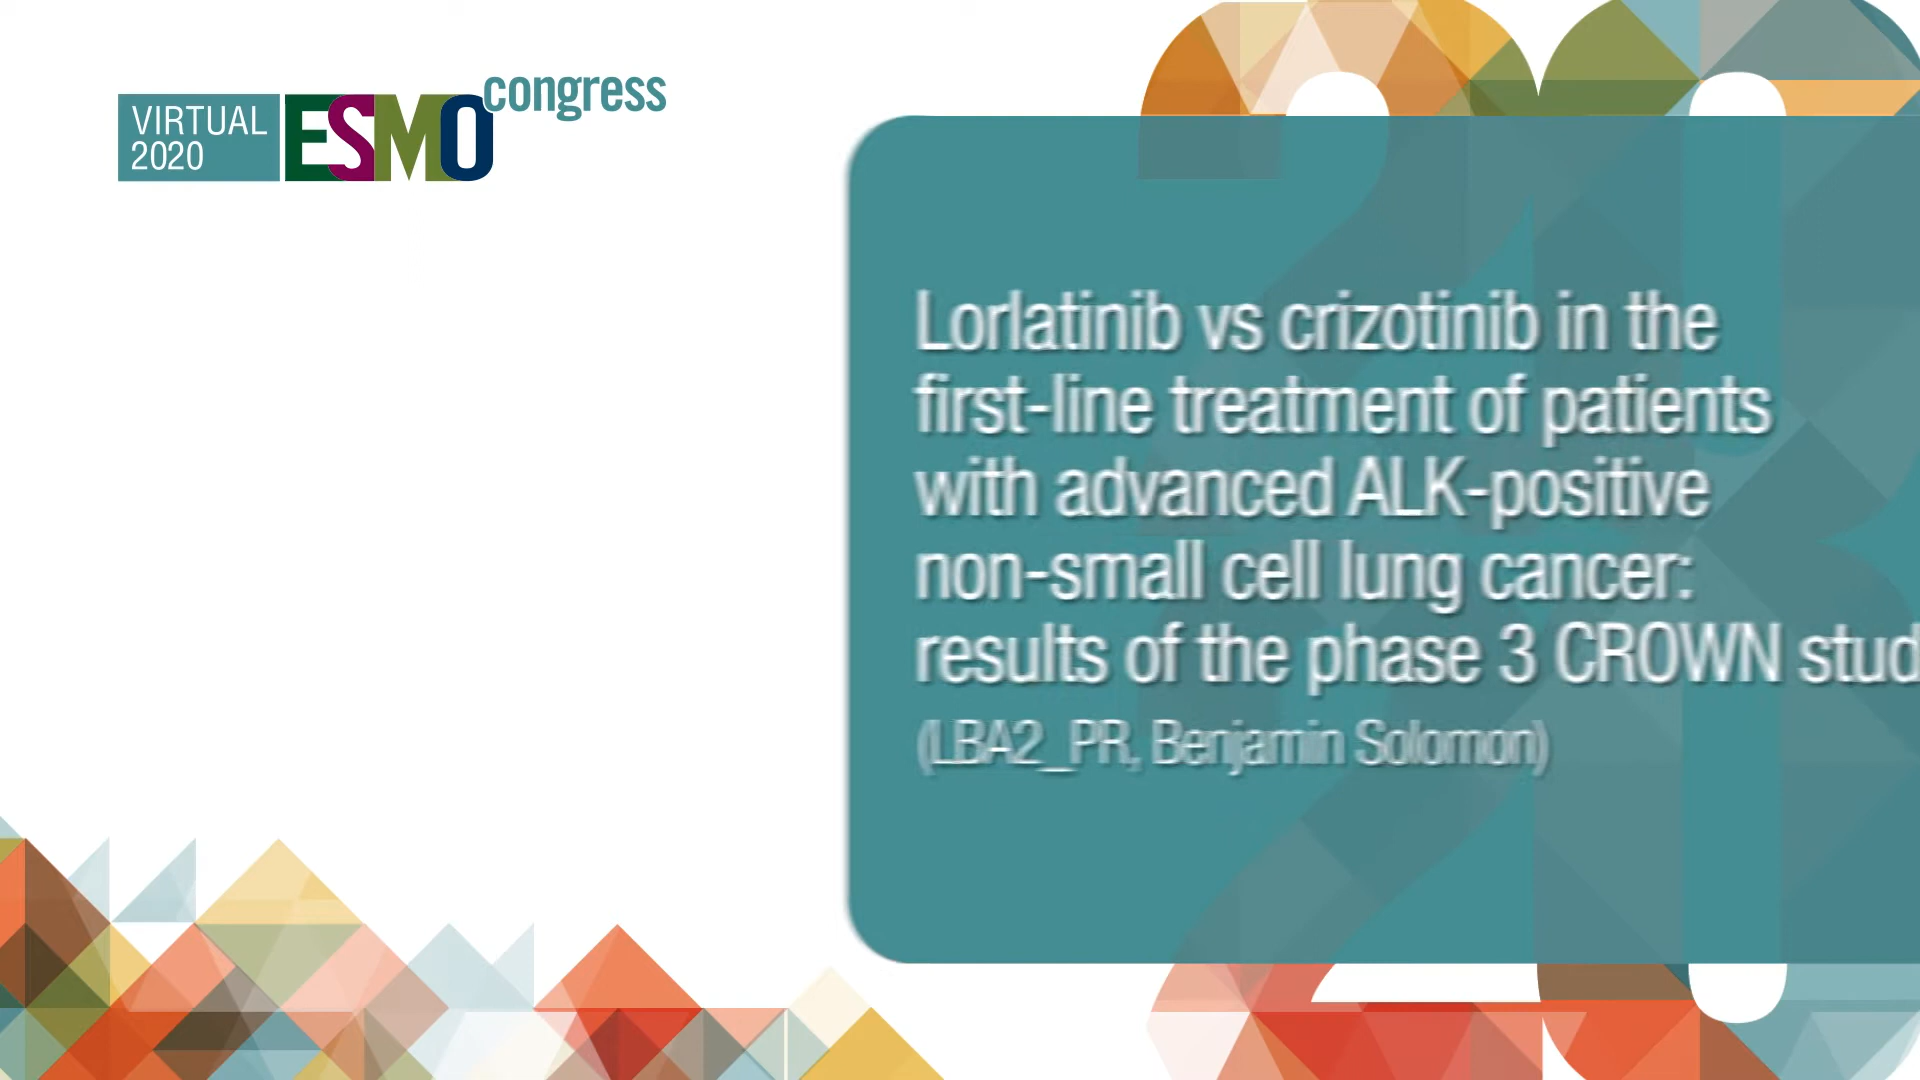 VIRTUAL
2020
ESMO congress
Lorlatinib vs crizotinib in the
first-line treatment of patients
with advanced ALK-positive
non-small cell lung cancer:
results of the phase 3 CROWN stud
(LBA2_PR, Benjamin Solomon)